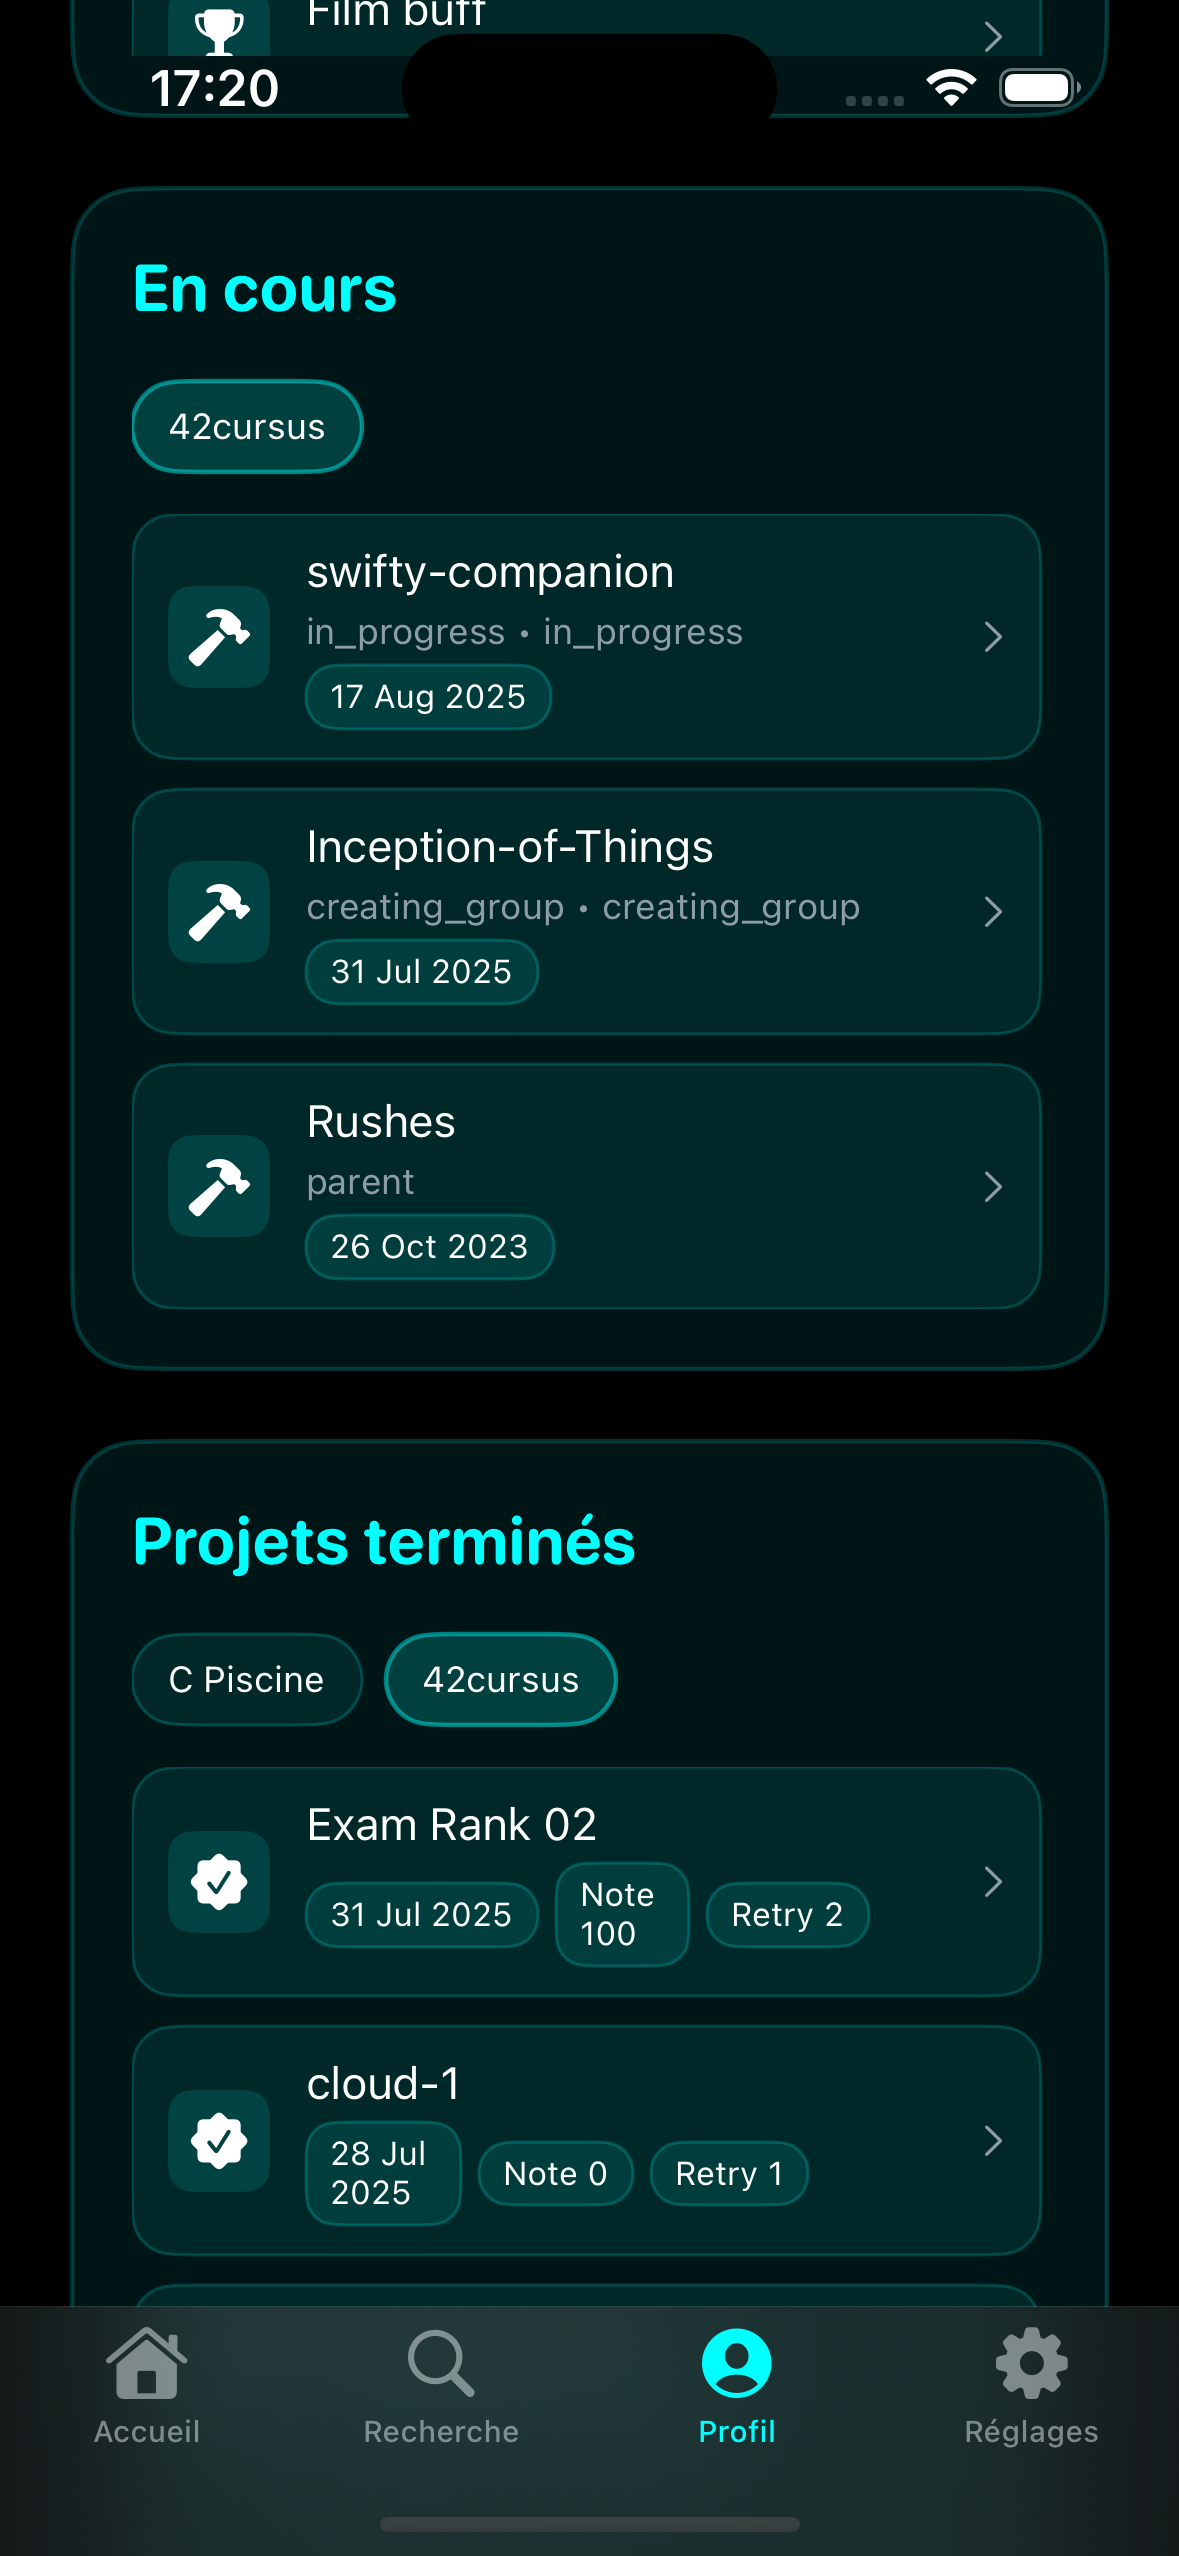 Film buff
17:20
En cours
42cursus
swifty-companion
in_progress • in_progress
17 Aug 2025
Inception-of-Things
creating_group • creating_group
31 Jul 2025
Rushes
parent
26 Oct 2023
Projets terminés
C Piscine 42cursus
Exam Rank 02
31 Jul 2025
Note
100
Retry 2
cloud-1
28 Jul
2025
Note 0
Retry 1
Accueil Recherche Profil Réglages